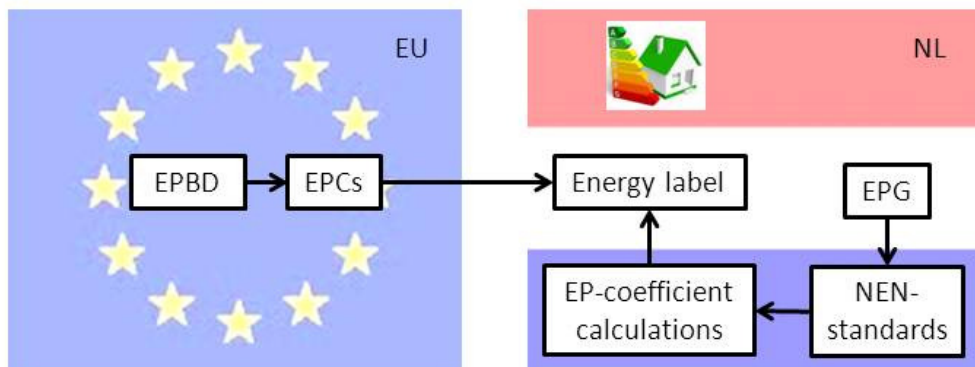 EU
NL
EPBD
EPCs
Energy label
EPG
EP-coefficient
calculations
NEN-
standards